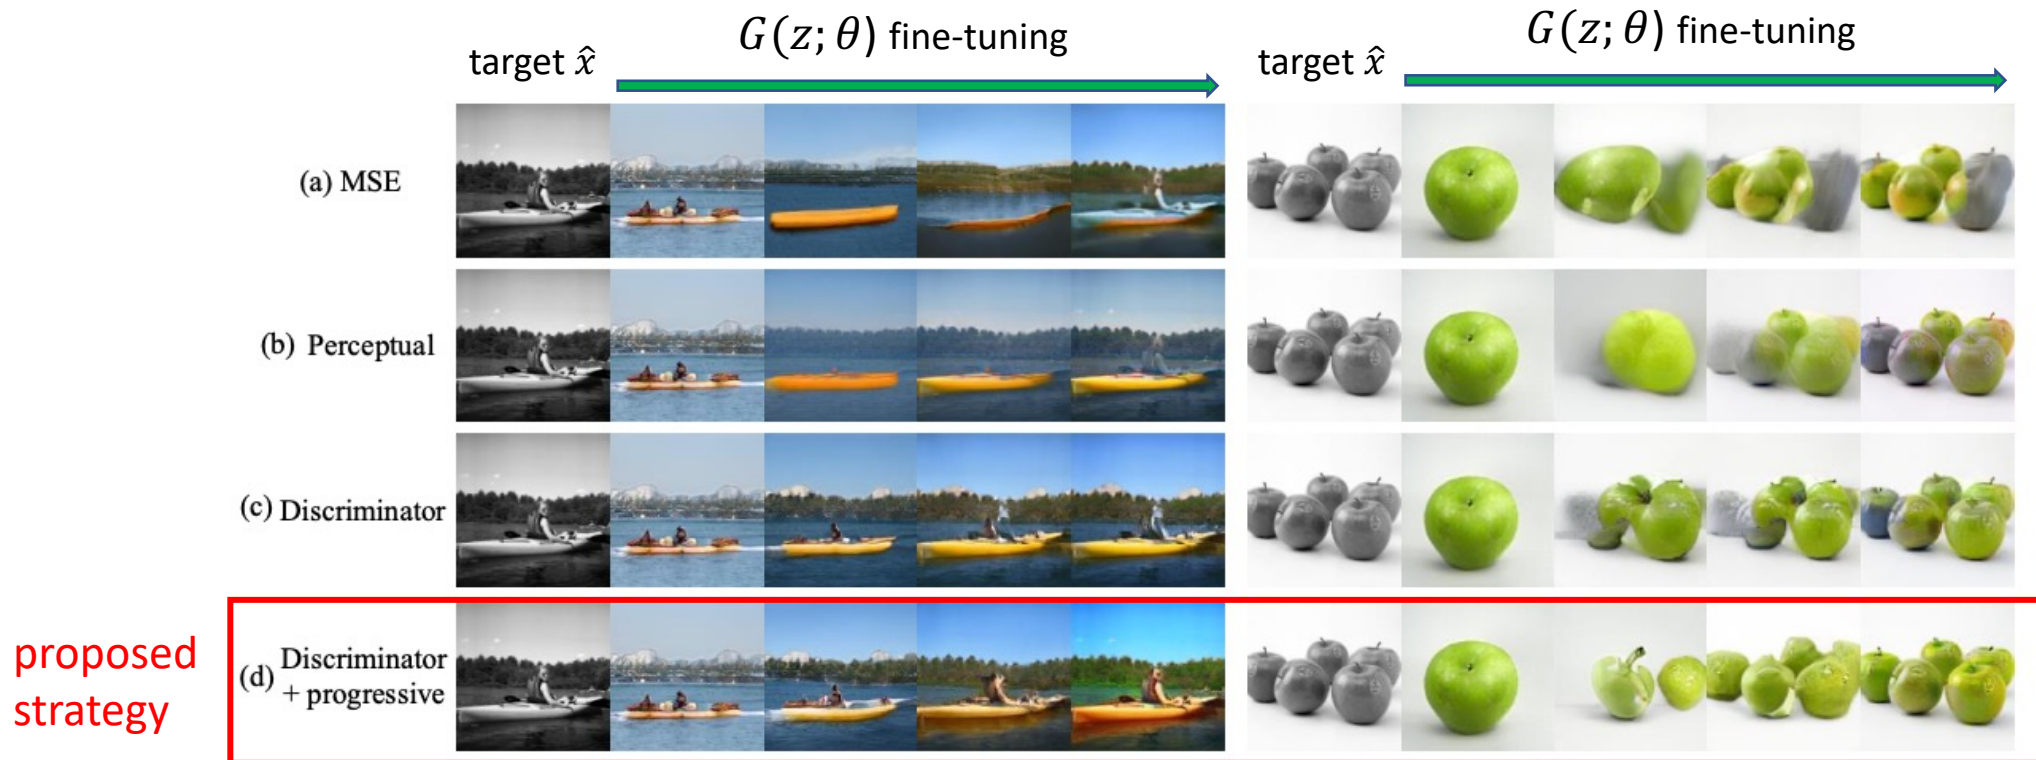 target x̂
G(z; θ) fine-tuning
target x̂
G(z; θ) fine-tuning
(a) MSE
(b) Perceptual
(c) Discriminator
proposed
strategy
(d) Discriminator
+ progressive